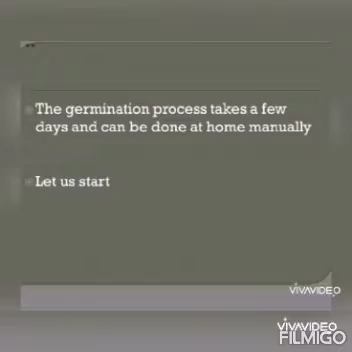 The germination process takes a few
days and can be done at home manually
Let us start
VIVAVIDEO
VIVAVIDEO
FILMIGO